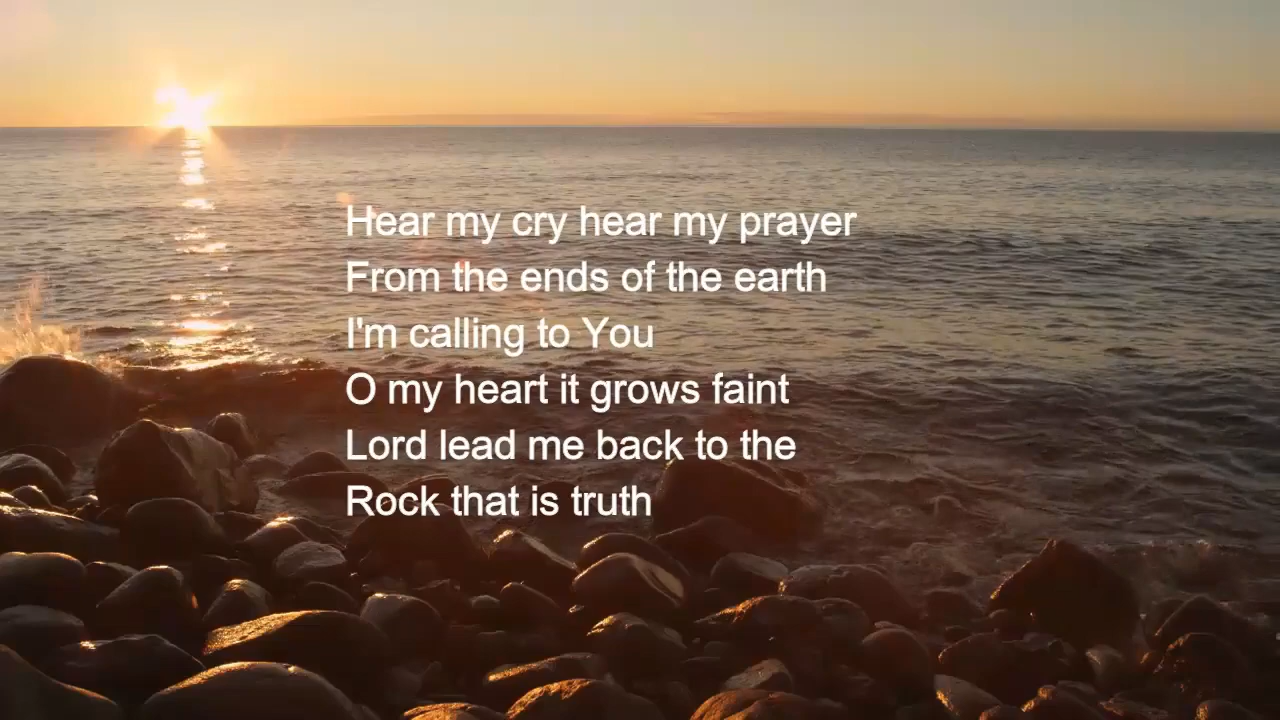 Hear my cry hear my prayer
From the ends of the earth
I'm calling to You
O my heart it grows faint
Lord lead me back to the
Rock that is truth